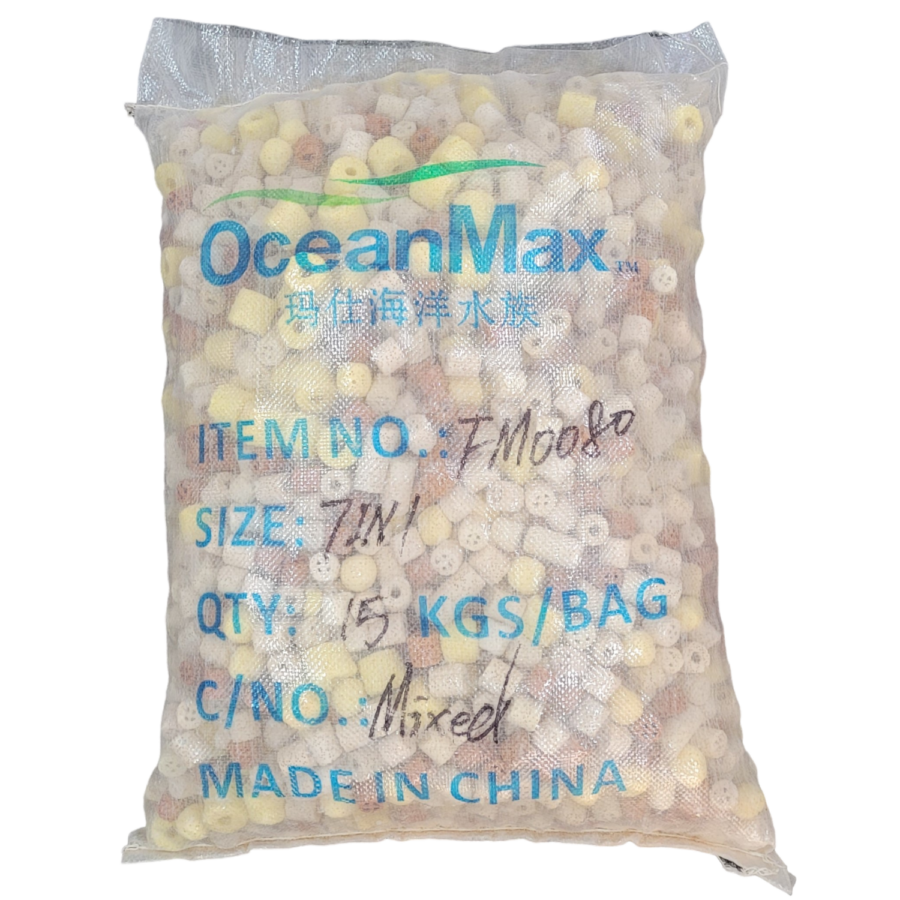 OceanMax™
玛仕海洋水族
ITEM NO.: FM0080
SIZE: 7IN1
QTY: 15 KGS/BAG
C/NO.: Mixed
MADE IN CHINA